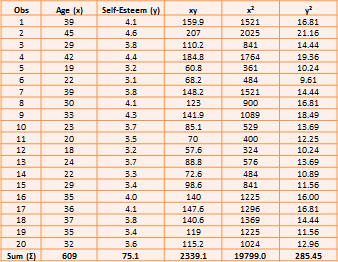 Obs Age (x) Self-Esteem (y) xy x² y²
1 39 4.1 159.9 1521 16.81
2 45 4.6 207 2025 21.16
3 29 3.8 110.2 841 14.44
4 42 4.4 184.8 1764 19.36
5 19 3.2 60.8 361 10.24
6 22 3.1 68.2 484 9.61
7 39 3.8 148.2 1521 14.44
8 30 4.1 123 900 16.81
9 33 4.3 141.9 1089 18.49
10 23 3.7 85.1 529 13.69
11 20 3.5 70 400 12.25
12 18 3.2 57.6 324 10.24
13 24 3.7 88.8 576 13.69
14 22 3.3 72.6 484 10.89
15 29 3.4 98.6 841 11.56
16 35 4.0 140 1225 16.00
17 36 4.1 147.6 1296 16.81
18 37 3.8 140.6 1369 14.44
19 35 3.4 119 1225 11.56
20 32 3.6 115.2 1024 12.96
Sum (Σ) 609 75.1 2339.1 19799.0 285.45